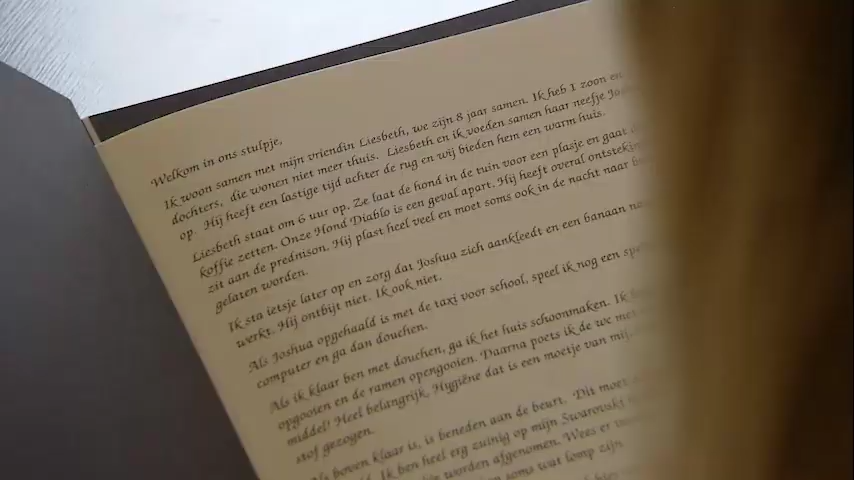 Welkom in ons stulpje,
Ik woon samen met mijn vriendin Liesbeth, we zijn 8 jaar samen. Ik heb 1 zoon en
dochters, die wonen niet meer thuis. Liesbeth en ik voeden samen haar neefje
op. Hij heeft een lastige tijd achter de rug en wij bieden hem een warm huis.
Liesbeth staat om 6 uur op. Ze laat de hond in de tuin voor een plasje en gaat
koffie zetten. Onze Hond Diablo is een geval apart. Hij heeft overal
zit aan de prednison. Hij plast heel veel en moet soms ook in de nacht naar
gelaten worden.
Ik sta ietsje later op en zorg dat Joshua zich aankleedt en een banaan
werkt. Hij ontbijt niet. Ik ook niet.
Als Joshua opgehaald is met de taxi voor school, speel ik nog een
computer en ga dan douchen.
Als ik klaar ben met douchen, ga ik het huis schoonmaken. Ik
opgooien en de ramen opengooien. Daarna poets ik de wc met
middel! Heel belangrijk, Hygiëne dat is een moetje van mij.
stof gezogen.
Als boven klaar is, is beneden aan de beurt. Dit moet
Ik ben heel erg zuinig op mijn Swarovski
worden afgenomen. Wees er
soms wat lomp zijn